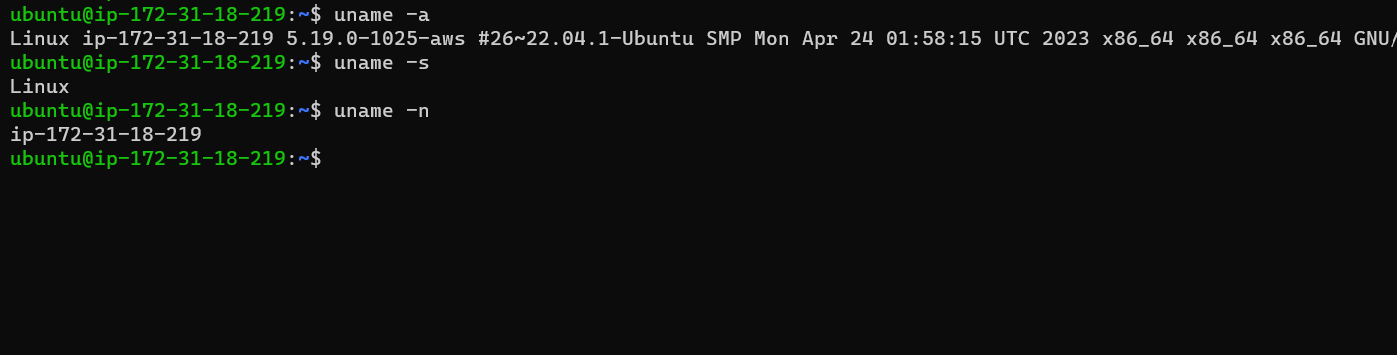 ubuntu@ip-172-31-18-219:~$ uname -a
Linux ip-172-31-18-219 5.19.0-1025-aws #26~22.04.1-Ubuntu SMP Mon Apr 24 01:58:15 UTC 2023 x86_64 x86_64 x86_64 GNU/
ubuntu@ip-172-31-18-219:~$ uname -s
Linux
ubuntu@ip-172-31-18-219:~$ uname -n
ip-172-31-18-219
ubuntu@ip-172-31-18-219:~$